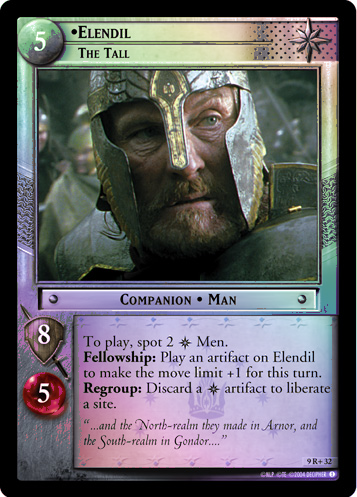 5
•Elendil
The Tall
Companion • Man
8
5
To play, spot 2 Men.
Fellowship: Play an artifact on Elendil
to make the move limit +1 for this turn.
Regroup: Discard a artifact to liberate
a site.
“...and the North-realm they made in Arnor, and
the South-realm in Gondor....”
9 R+ 32